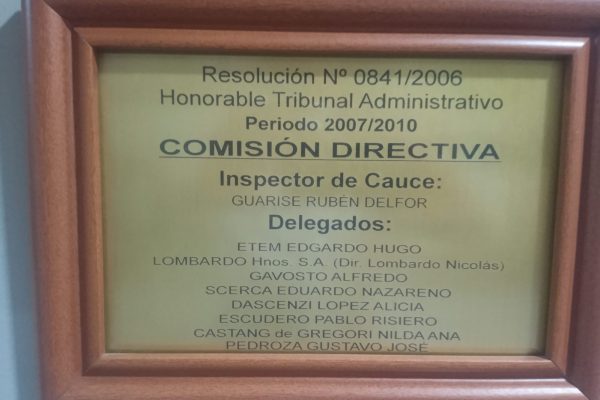 Resolución Nº 0841/2006
Honorable Tribunal Administrativo
Periodo 2007/2010
COMISIÓN DIRECTIVA
Inspector de Cauce:
GUARISE RUBÉN DELFOR
Delegados:
ETEM EDGARDO HUGO
LOMBARDO Hnos. S.A. (Dir. Lombardo Nicolás)
GAVOSTO ALFREDO
SCERCA EDUARDO NAZARENO
DASCENZI LOPEZ ALICIA
ESCUDERO PABLO RISIERO
CASTANG de GREGORI NILDA ANA
PEDROZA GUSTAVO JOSÉ